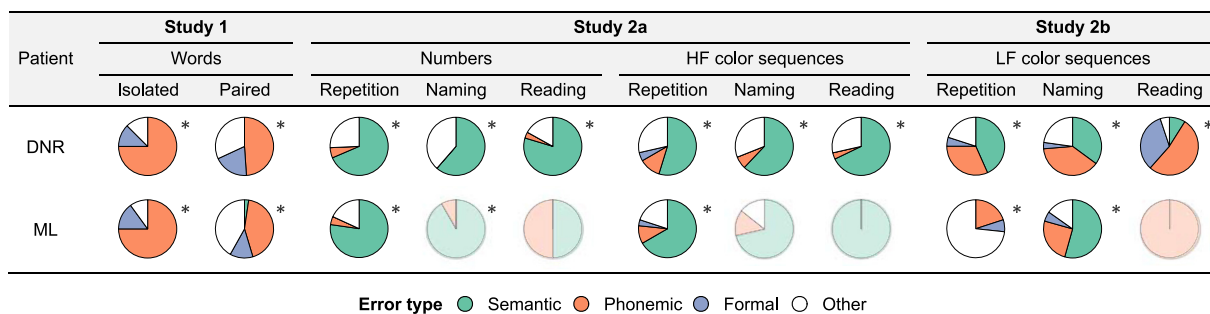 Study 1 Study 2a Study 2b
Patient Words Numbers HF color sequences LF color sequences
Isolated Paired Repetition Naming Reading Repetition Naming Reading Repetition Naming Reading
DNR * * * * * * * * * * *
ML * * * * * * *
Error type Semantic Phonemic Formal Other